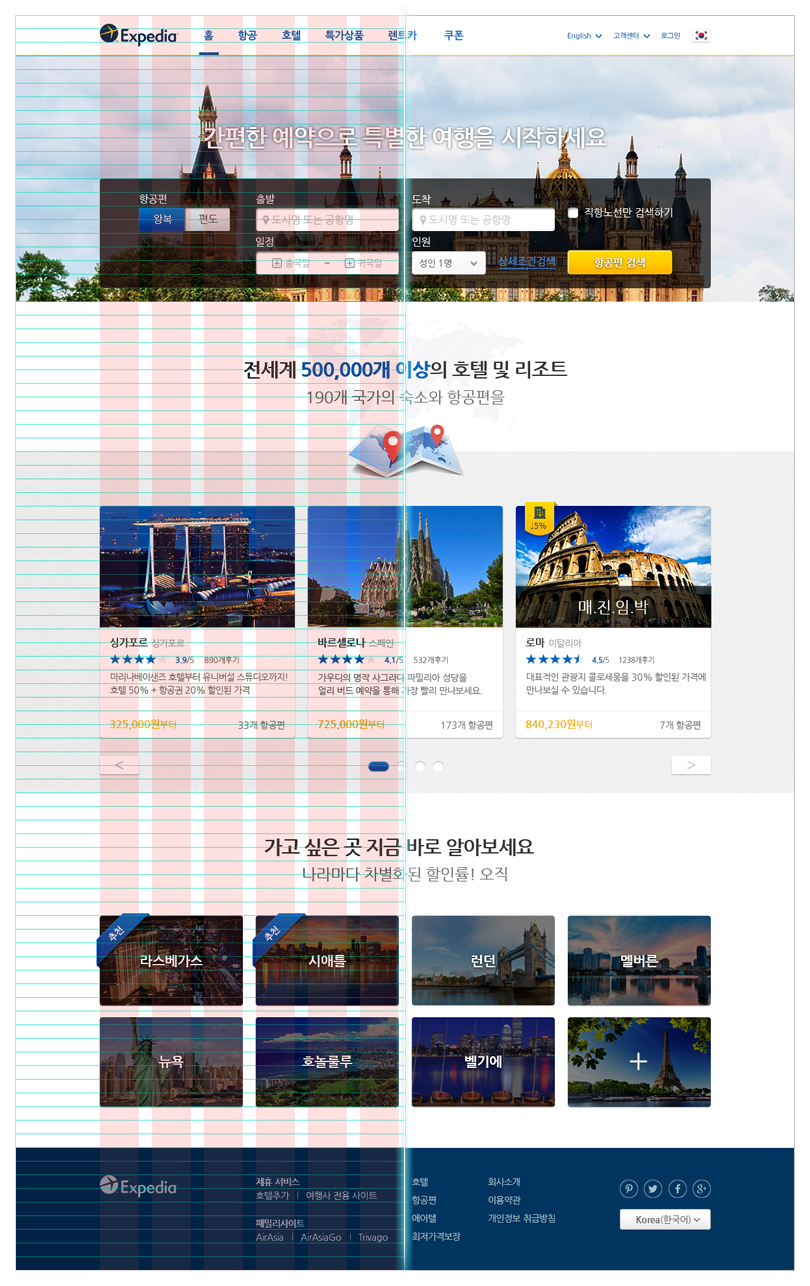 Expedia 홈 항공 호텔 특가상품 렌트카 쿠폰 English 고객센터 로그인
간편한 예약으로 특별한 여행을 시작하세요
항공편 출발 도착
왕복 편도 도시명 또는 공항명 도시명 또는 공항명 직항노선만 검색하기
일정 인원
출국일 - 귀국일 성인 1명 상세조건검색 항공편 검색
전세계 500,000개 이상의 호텔 및 리조트
190개 국가의 숙소와 항공편을
↓5%
매.진.임.박
싱가포르 싱가포르
3.9/5 890개후기
마리나베이샌즈 호텔부터 유니버설 스튜디오까지!
호텔 50% + 항공권 20% 할인된 가격
325,000원부터 33개 항공편
바르셀로나 스페인
4.1/5 532개후기
가우디의 명작 사그라다 파밀리아 성당을
얼리 버드 예약을 통해 가장 빨리 만나보세요.
725,000원부터 173개 항공편
로마 이탈리아
4.5/5 1238개후기
대표적인 관광지 콜로세움을 30% 할인된 가격에
만나보실 수 있습니다.
840,230원부터 7개 항공편
< >
가고 싶은 곳 지금 바로 알아보세요
나라마다 차별화된 할인률! 오직
추천 추천
라스베가스 시애틀 런던 멜버른
뉴욕 호놀룰루 벨기에 +
Expedia
제휴 서비스
호텔추가 | 여행사 전용 사이트
패밀리사이트
AirAsia | AirAsiaGo | Trivago
호텔
항공편
에어텔
최저가격보장
회사소개
이용약관
개인정보 취급방침
Korea(한국어)